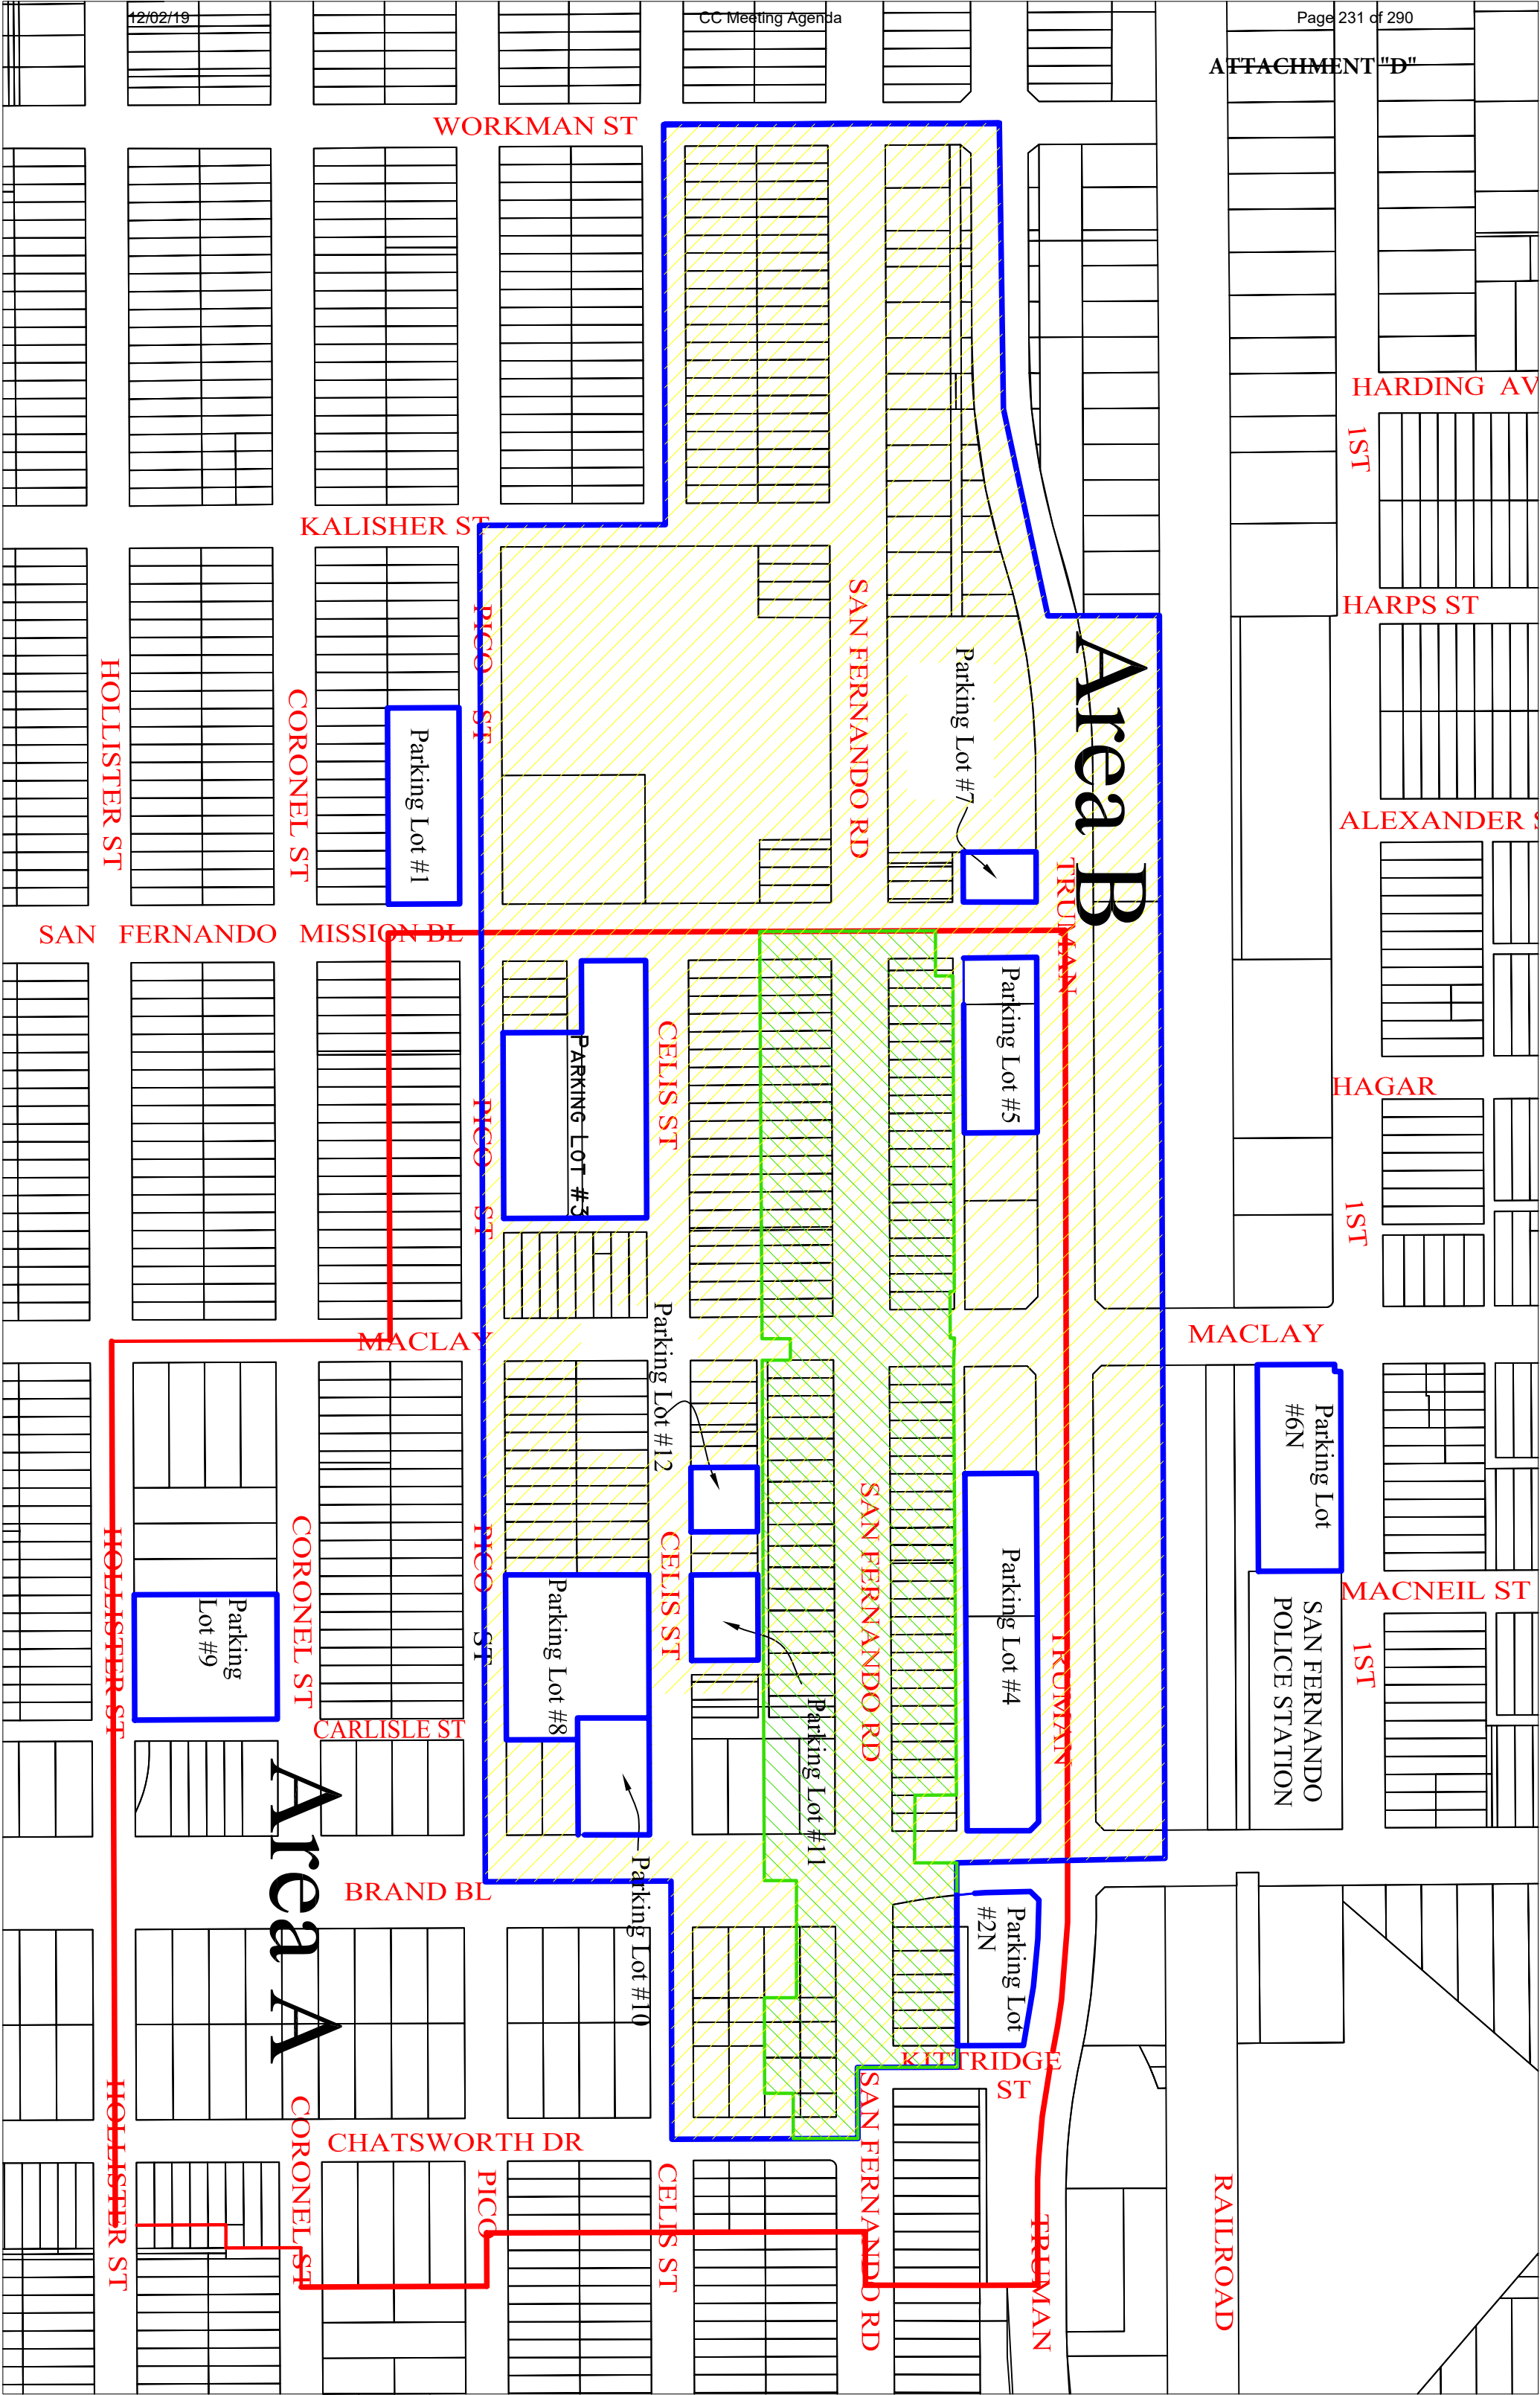 12/02/19
CC Meeting Agenda
Page 231 of 290
ATTACHMENT "D"
WORKMAN ST
HARDING AV
1ST
KALISHER ST
HARPS ST
PICO ST
SAN FERNANDO RD
Parking Lot #7
Area B
HOLLISTER ST
CORONEL ST
Parking Lot #1
ALEXANDER S
TRUMAN
SAN FERNANDO MISSION BL
Parking Lot #5
CELIS ST
PARKING LOT #3
PICO ST
HAGAR
1ST
MACLAY
MACLAY
Parking Lot #12
Parking Lot
#6N
SAN FERNANDO RD
HOLLISTER ST
CORONEL ST
PICO ST
CELIS ST
Parking Lot #4
MACNEIL ST
Parking
Lot #9
Parking Lot #8
TRUMAN
SAN FERNANDO
POLICE STATION
1ST
Parking Lot #11
CARLISLE ST
Area A
BRAND BL
Parking Lot #10
Parking Lot
#2N
KITTRIDGE
ST
HOLLISTER ST
CORONEL ST
CHATSWORTH DR
PICO
CELIS ST
SAN FERNANDO RD
TRUMAN
RAILROAD